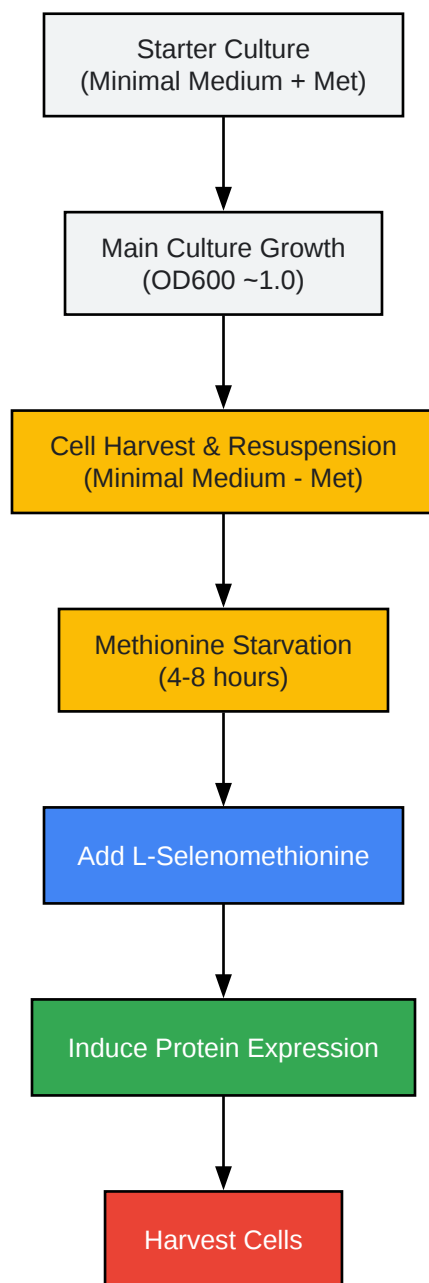 Starter Culture
(Minimal Medium + Met)
Main Culture Growth
(OD600 ~1.0)
Cell Harvest & Resuspension
(Minimal Medium - Met)
Methionine Starvation
(4-8 hours)
Add L-Selenomethionine
Induce Protein Expression
Harvest Cells